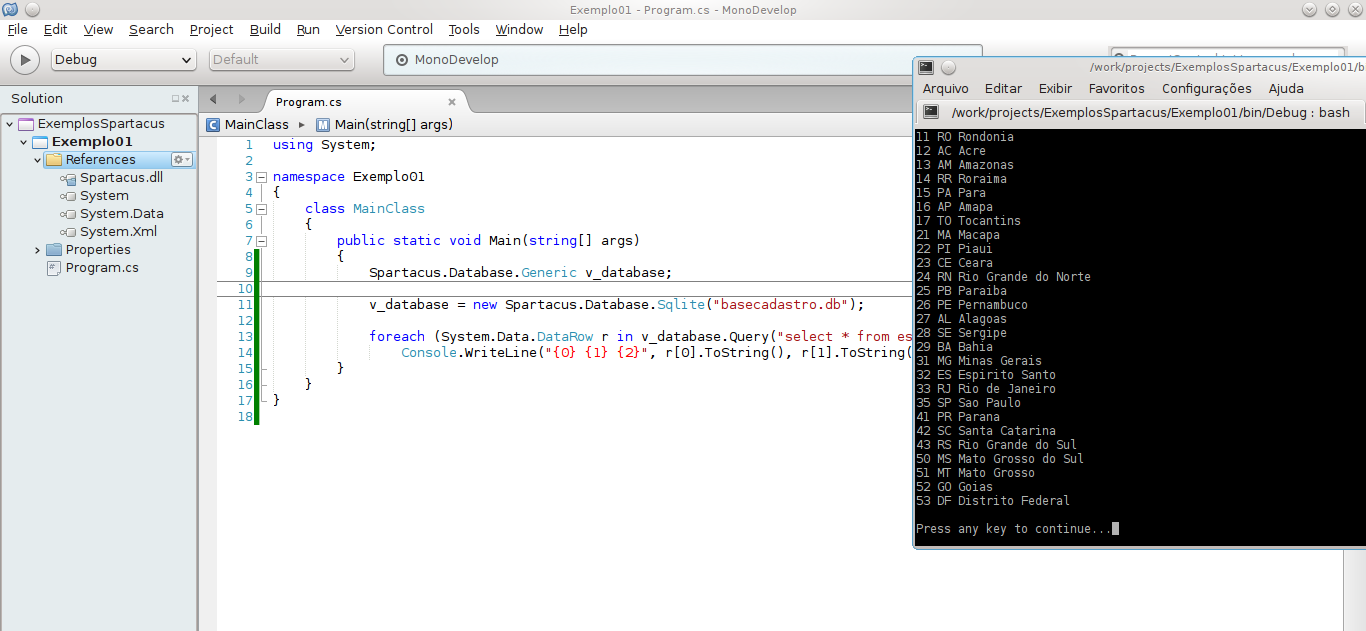 Exemplo01 - Program.cs - MonoDevelop
File Edit View Search Project Build Run Version Control Tools Window Help
Debug Default MonoDevelop
Solution
ExemplosSpartacus
Exemplo01
References
Spartacus.dll
System
System.Data
System.Xml
Properties
Program.cs
Program.cs
MainClass Main(string[] args)
1 using System;
2
3 namespace Exemplo01
4 {
5 class MainClass
6 {
7 public static void Main(string[] args)
8 {
9 Spartacus.Database.Generic v_database;
10
11 v_database = new Spartacus.Database.Sqlite("basecadastro.db");
12
13 foreach (System.Data.DataRow r in v_database.Query("select * from es
14 Console.WriteLine("{0} {1} {2}", r[0].ToString(), r[1].ToString(
15 }
16 }
17 }
18
/work/projects/ExemplosSpartacus/Exemplo01/b
Arquivo Editar Exibir Favoritos Configurações Ajuda
/work/projects/ExemplosSpartacus/Exemplo01/bin/Debug : bash
11 RO Rondonia
12 AC Acre
13 AM Amazonas
14 RR Roraima
15 PA Para
16 AP Amapa
17 TO Tocantins
21 MA Macapa
22 PI Piaui
23 CE Ceara
24 RN Rio Grande do Norte
25 PB Paraiba
26 PE Pernambuco
27 AL Alagoas
28 SE Sergipe
29 BA Bahia
31 MG Minas Gerais
32 ES Espirito Santo
33 RJ Rio de Janeiro
35 SP Sao Paulo
41 PR Parana
42 SC Santa Catarina
43 RS Rio Grande do Sul
50 MS Mato Grosso do Sul
51 MT Mato Grosso
52 GO Goias
53 DF Distrito Federal
Press any key to continue...